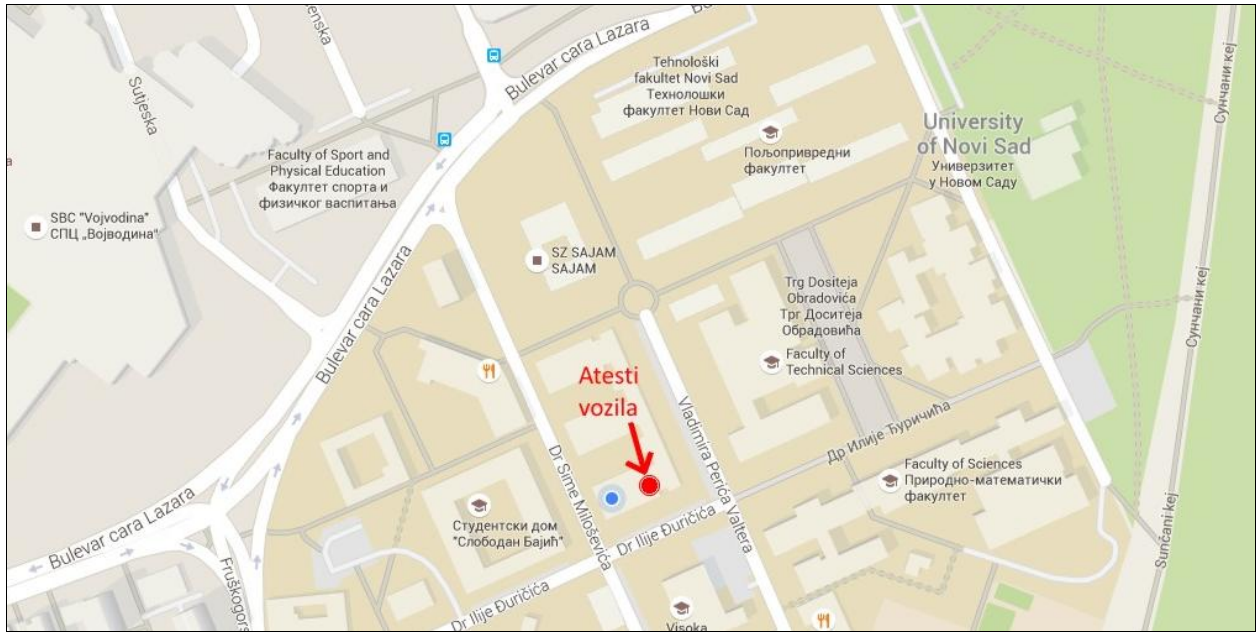 enska
Bulevar cara Lazara
Bo
Sutjeska
Tehnološki
fakultet Novi Sad
Технолошки
факултет Нови Сад
Сунчани кеј
University
of Novi Sad
Универзитет
у Новом Саду
Faculty of Sport and
Physical Education
Факултет спорта и
физичког васпитања
Пољопривредни
факултет
a
SBC "Vojvodina"
СПЦ „Војводина"
SZ SAJAM
SAJAM
Bulevar cara Lazara
Trg Dositeja
Obradovića
Трг Доситеја
Обрадовића
Сунчани кеј
Faculty of
Technical Sciences
Atesti
vozila
Vladimira Perića Valtera
Др Илије Ђуричића
Dr Sime Miloševića
Faculty of Sciences
Природно-математички
факултет
Студентски дом
"Слободан Бајић"
Bulevar cara Lazara
Dr Ilije Đuričića
Sunčani kej
Fruškogors
Dr Ilije Đuričića
Visoka